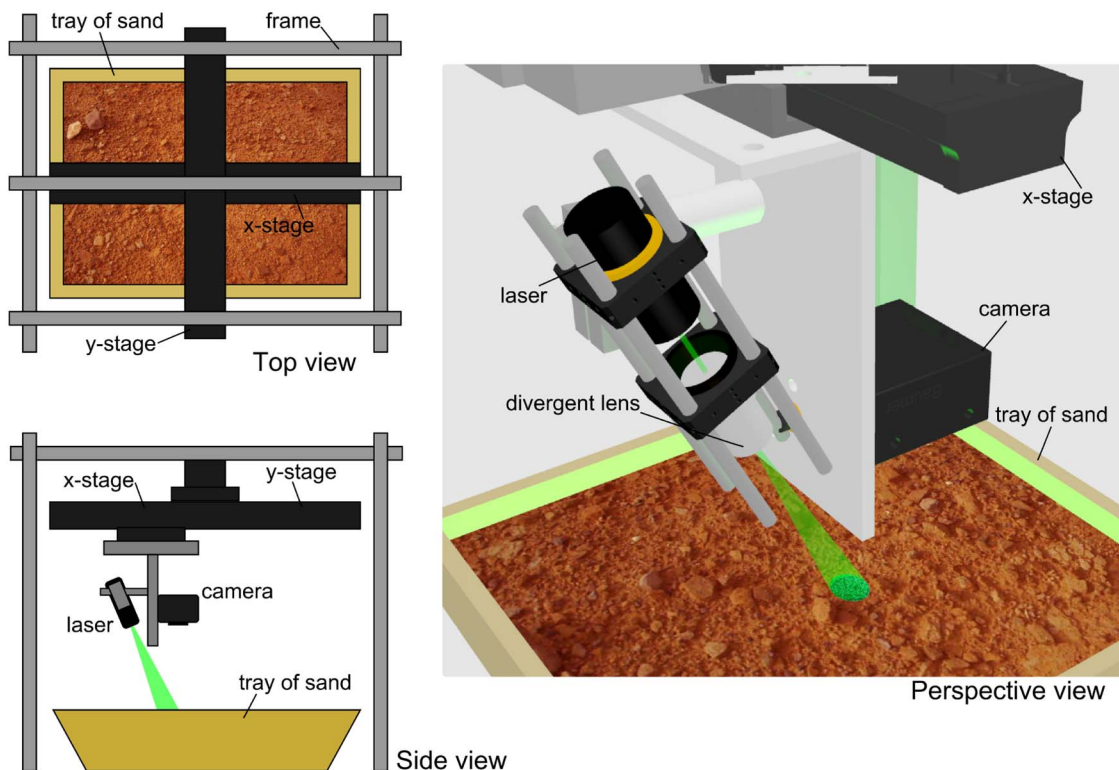 tray of sand
frame
x-stage
y-stage
Top view
x-stage
y-stage
camera
laser
tray of sand
Side view
x-stage
laser
camera
divergent lens
tray of sand
Perspective view